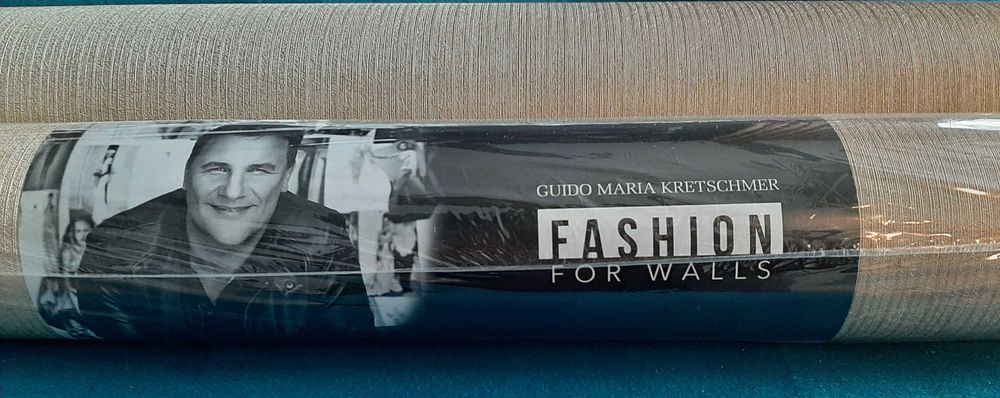 GUIDO MARIA KRETSCHMER
FASHION
FOR WALLS